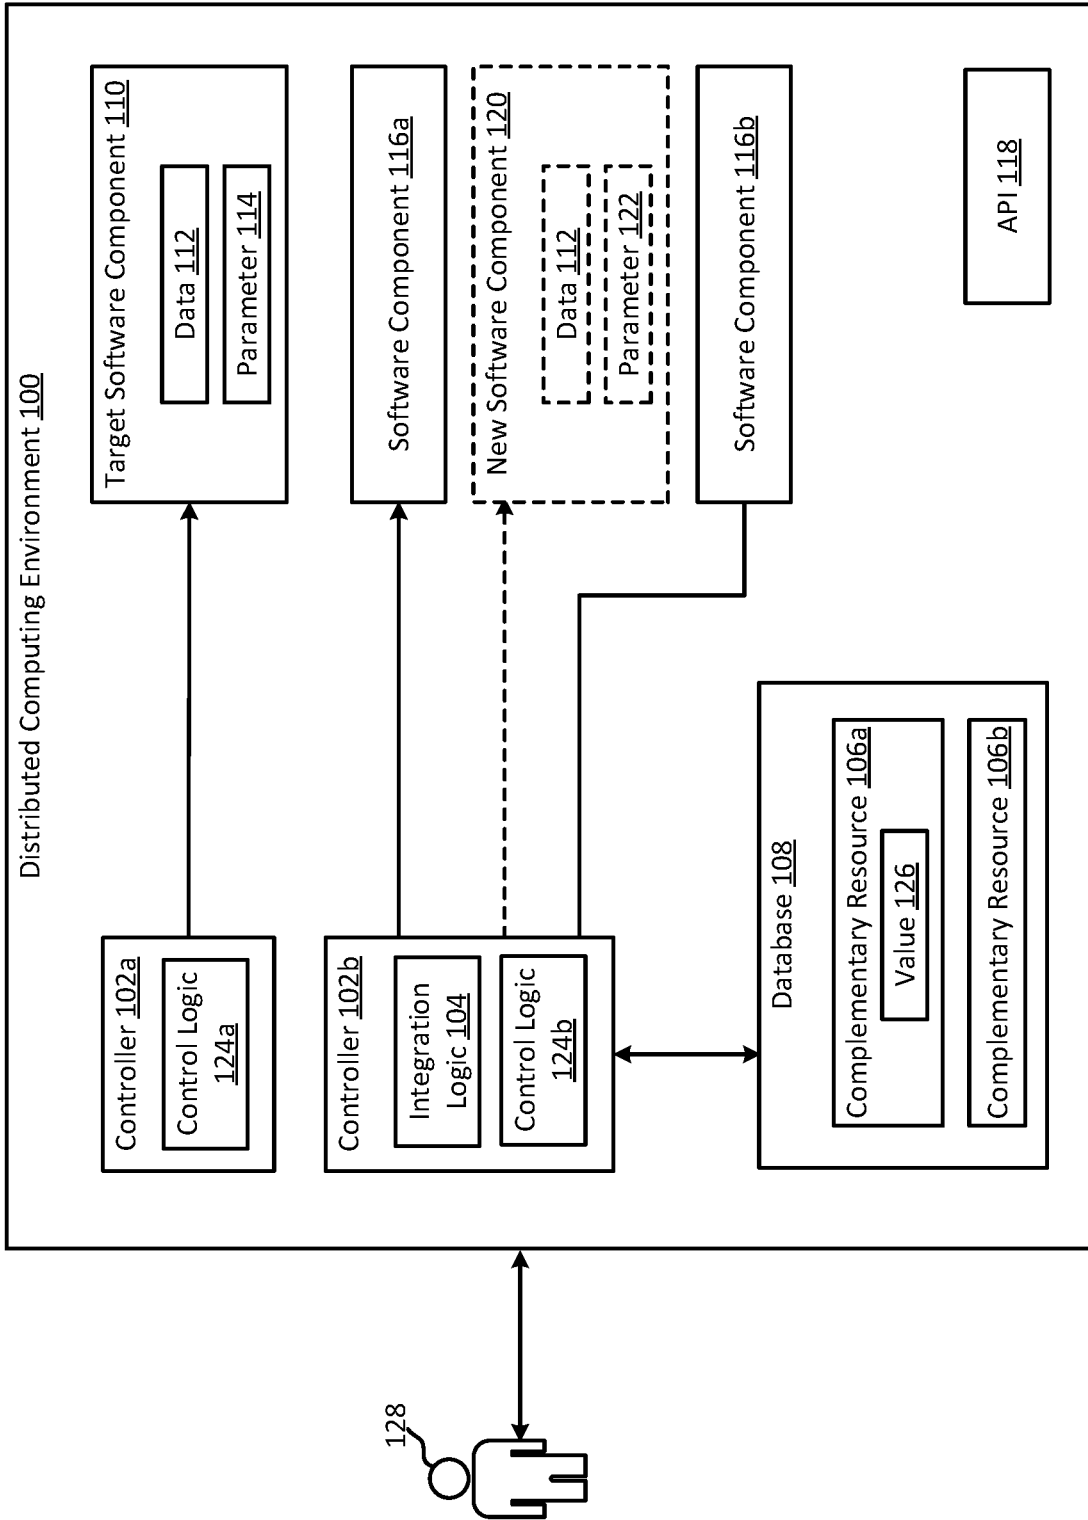 Distributed Computing Environment 100
Controller 102a
Control Logic
124a
Target Software Component 110
Data 112
Parameter 114
Controller 102b
Integration
Logic 104
Control Logic
124b
Software Component 116a
New Software Component 120
Data 112
Parameter 122
Software Component 116b
Database 108
Complementary Resource 106a
Value 126
Complementary Resource 106b
API 118
128